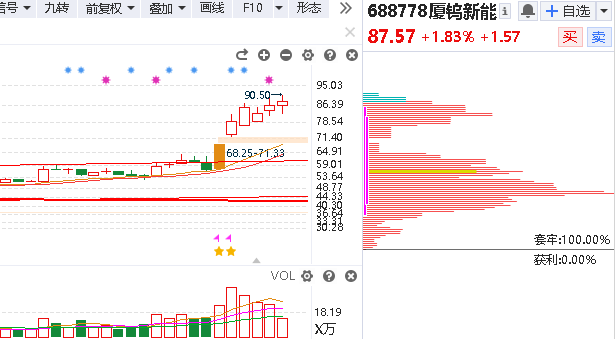 信号 九转 前复权 叠加 画线 F10 形态
688778厦钨新能
+自选
87.57 +1.83% +1.57
买 卖
90.50
95.03
86.39
78.54
71.40
68.25-71.33
64.91
59.01
53.64
48.77
44.33
40.30
36.64
33.31
30.28
套牢:100.00%
获利:0.00%
VOL
18.19
X万